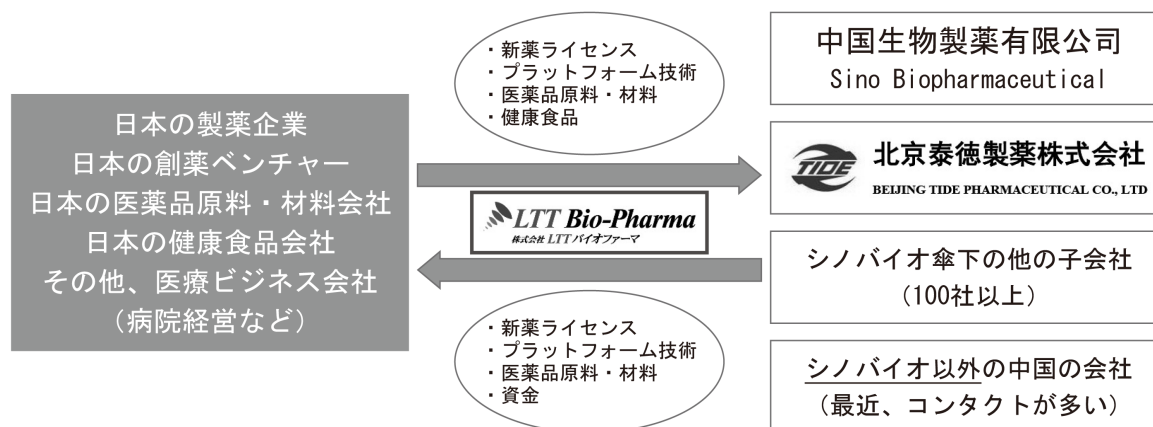 日本の製薬企業
日本の創薬ベンチャー
日本の医薬品原料・材料会社
日本の健康食品会社
その他、医療ビジネス会社
（病院経営など）
・新薬ライセンス
・プラットフォーム技術
・医薬品原料・材料
・健康食品
LTT Bio-Pharma
株式会社 LTTバイオファーマ
・新薬ライセンス
・プラットフォーム技術
・医薬品原料・材料
・資金
中国生物製薬有限公司
Sino Biopharmaceutical
TIDE
北京泰徳製薬株式会社
BEIJING TIDE PHARMACEUTICAL CO., LTD
シノバイオ傘下の他の子会社
（100社以上）
シノバイオ以外の中国の会社
（最近、コンタクトが多い）